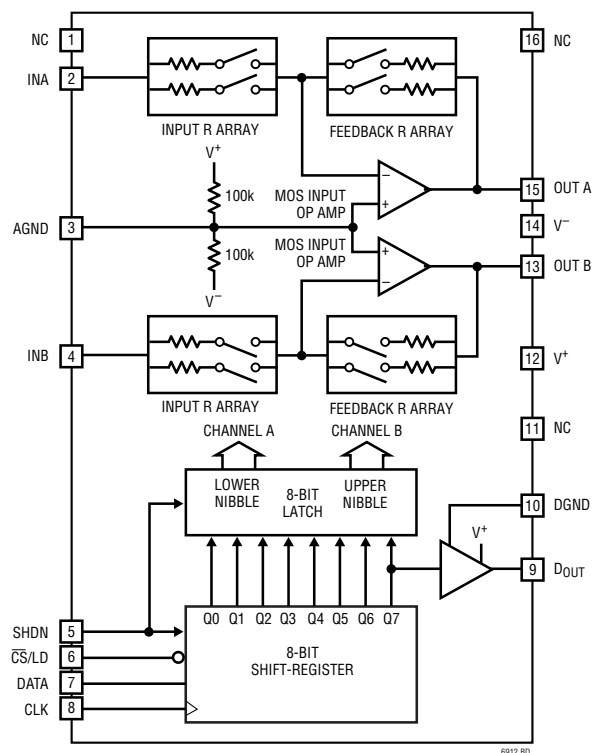 NC 1
16 NC
INA 2
INPUT R ARRAY
FEEDBACK R ARRAY
V+
100k
MOS INPUT
OP AMP
−
+
15 OUT A
AGND 3
14 V−
100k
MOS INPUT
OP AMP
+
−
13 OUT B
V−
INB 4
12 V+
INPUT R ARRAY
FEEDBACK R ARRAY
CHANNEL A
CHANNEL B
11 NC
LOWER
NIBBLE
8-BIT
LATCH
UPPER
NIBBLE
10 DGND
V+
9 DOUT
Q0 Q1 Q2 Q3 Q4 Q5 Q6 Q7
SHDN 5
8-BIT
SHIFT-REGISTER
C̅S̅/LD 6
DATA 7
CLK 8
6912 BD